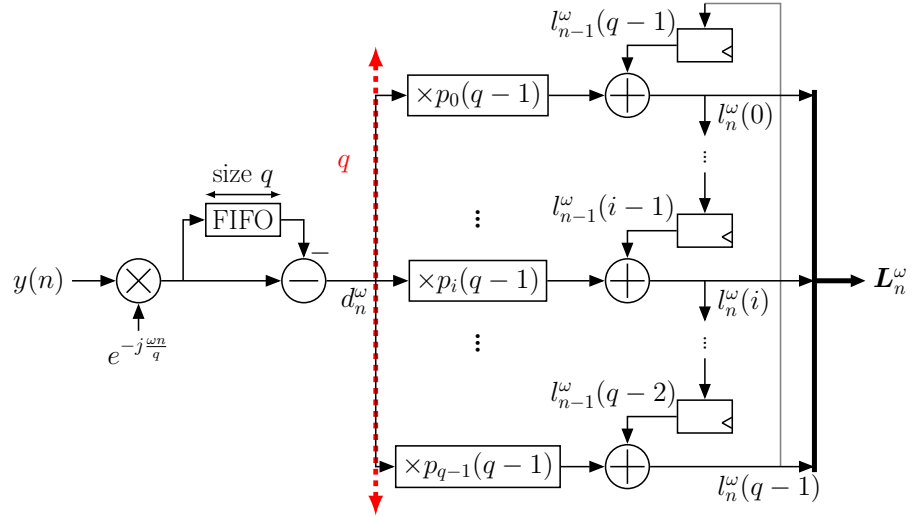 l^ω_{n−1}(q−1)
×p_0(q−1)
l^ω_n(0)
q
...
size q
FIFO
l^ω_{n−1}(i−1)
...
−
y(n)
×p_i(q−1)
L^ω_n
d^ω_n
l^ω_n(i)
e^{−j\frac{ωn}{q}}
...
...
l^ω_{n−1}(q−2)
×p_{q−1}(q−1)
l^ω_n(q−1)